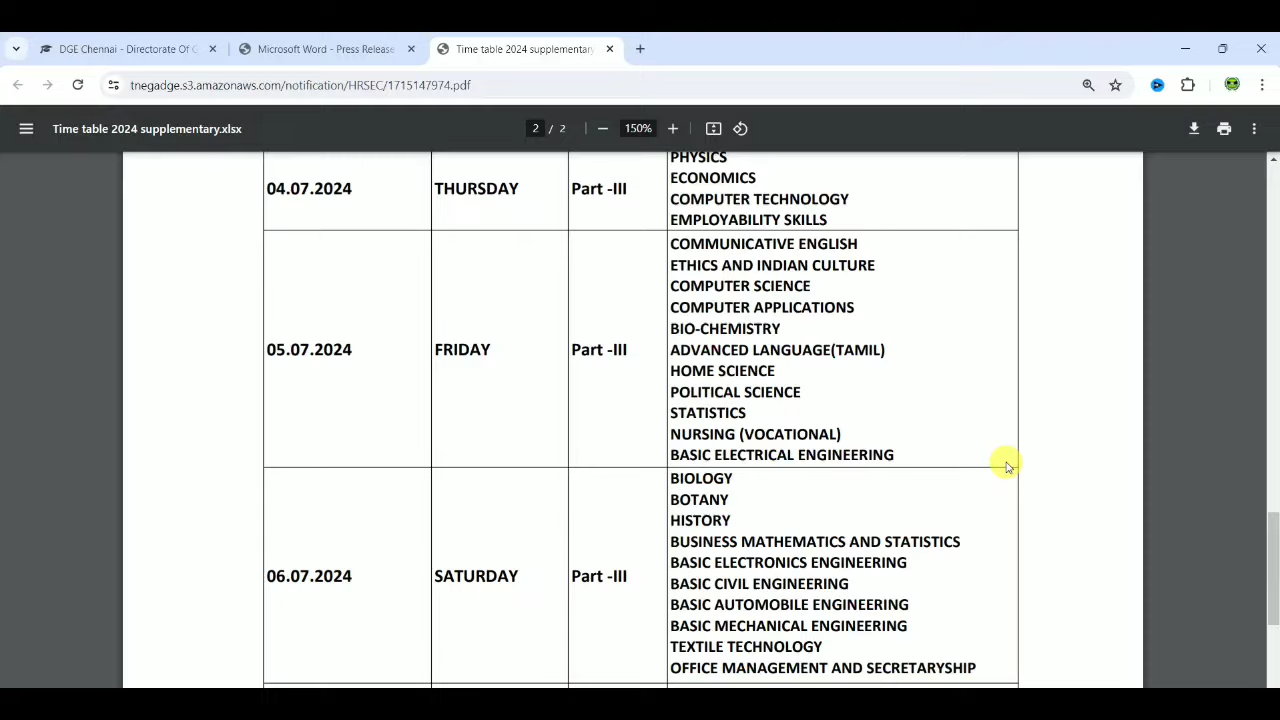 DGE Chennai - Directorate Of G
Microsoft Word - Press Release
Time table 2024 supplementary
tnegadge.s3.amazonaws.com/notification/HRSEC/1715147974.pdf
Time table 2024 supplementary.xlsx
2 / 2
150%
PHYSICS
04.07.2024 THURSDAY Part -III
ECONOMICS
COMPUTER TECHNOLOGY
EMPLOYABILITY SKILLS
05.07.2024 FRIDAY Part -III
COMMUNICATIVE ENGLISH
ETHICS AND INDIAN CULTURE
COMPUTER SCIENCE
COMPUTER APPLICATIONS
BIO-CHEMISTRY
ADVANCED LANGUAGE(TAMIL)
HOME SCIENCE
POLITICAL SCIENCE
STATISTICS
NURSING (VOCATIONAL)
BASIC ELECTRICAL ENGINEERING
06.07.2024 SATURDAY Part -III
BIOLOGY
BOTANY
HISTORY
BUSINESS MATHEMATICS AND STATISTICS
BASIC ELECTRONICS ENGINEERING
BASIC CIVIL ENGINEERING
BASIC AUTOMOBILE ENGINEERING
BASIC MECHANICAL ENGINEERING
TEXTILE TECHNOLOGY
OFFICE MANAGEMENT AND SECRETARYSHIP